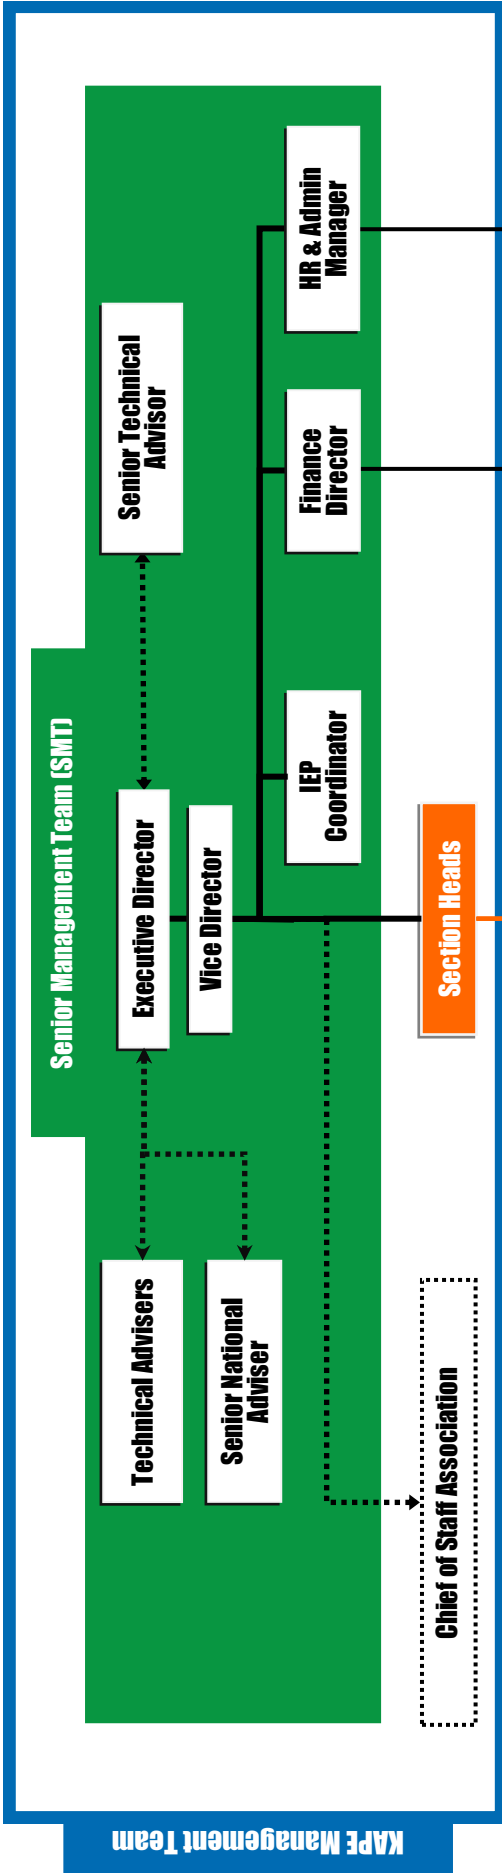 Senior Management Team (SMT)
Technical Advisers
Executive Director
Senior Technical
Advisor
Senior National
Adviser
Vice Director
IEP
Coordinator
Finance
Director
HR & Admin
Manager
Chief of Staff Association
Section Heads
KAPE Management Team